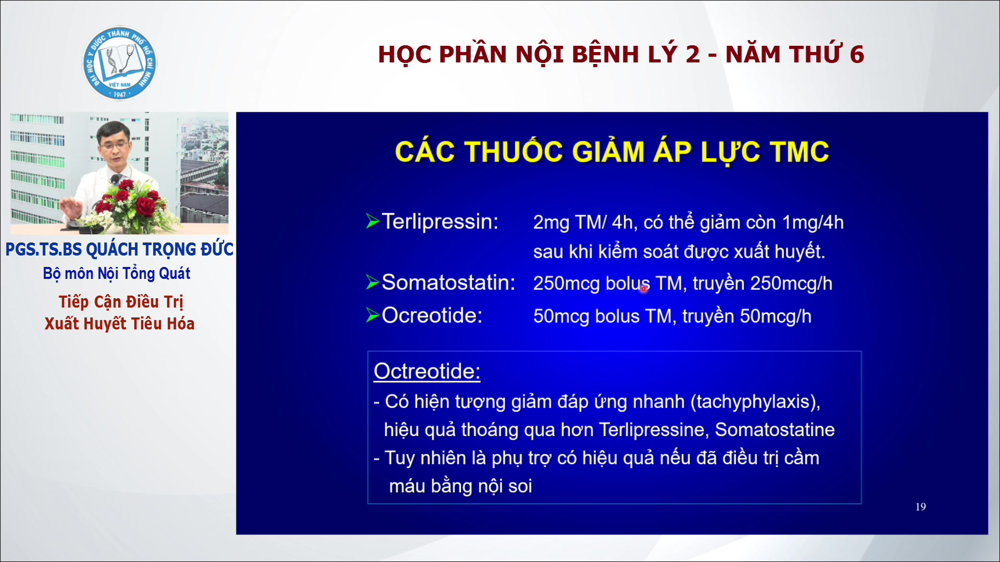 ĐẠI HỌC Y DƯỢC THÀNH PHỐ HỒ CHÍ MINH
VIỆT NAM
1947
HỌC PHẦN NỘI BỆNH LÝ 2 - NĂM THỨ 6
PGS.TS.BS QUÁCH TRỌNG ĐỨC
Bộ môn Nội Tổng Quát
Tiếp Cận Điều Trị
Xuất Huyết Tiêu Hóa
CÁC THUỐC GIẢM ÁP LỰC TMC
Terlipressin: 2mg TM/ 4h, có thể giảm còn 1mg/4h
sau khi kiểm soát được xuất huyết.
Somatostatin: 250mcg bolus TM, truyền 250mcg/h
Ocreotide: 50mcg bolus TM, truyền 50mcg/h
Octreotide:
- Có hiện tượng giảm đáp ứng nhanh (tachyphylaxis),
hiệu quả thoáng qua hơn Terlipressine, Somatostatine
- Tuy nhiên là phụ trợ có hiệu quả nếu đã điều trị cầm
máu bằng nội soi
19